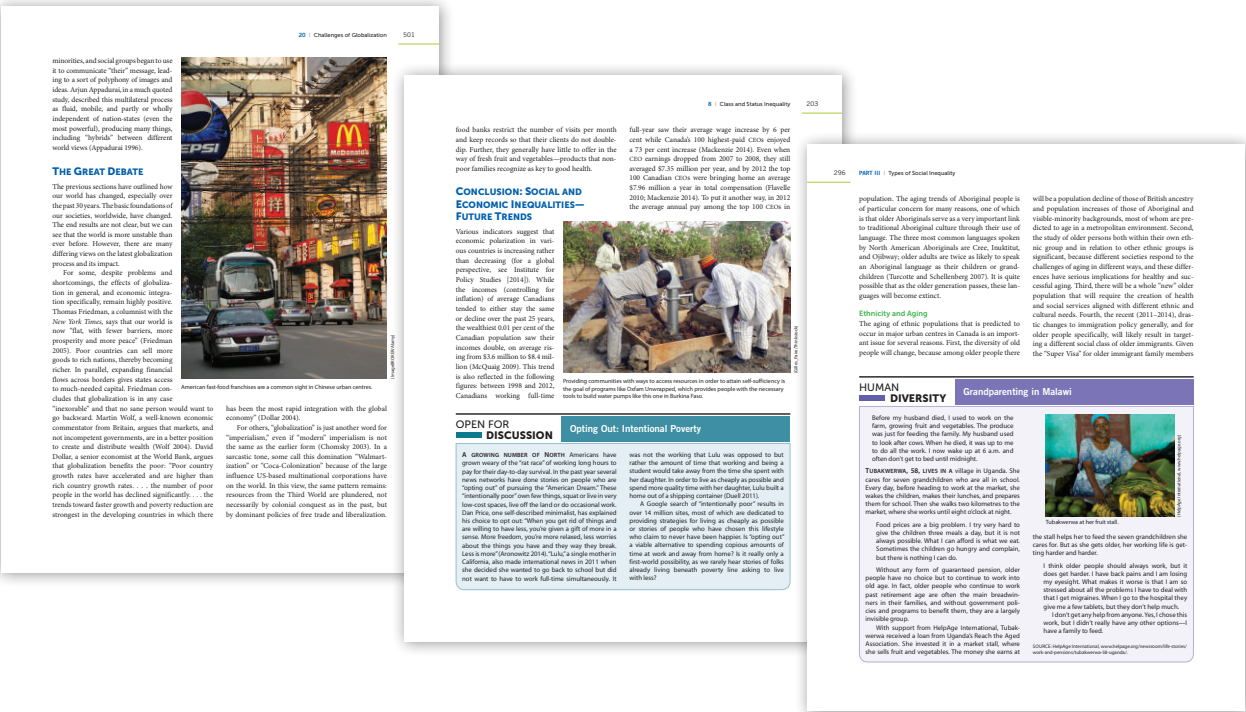 20 | Challenges of Globalization 501
minorities, and social groups began to use
it to communicate "their" message, lead-
ing to a sort of polyphony of images and
ideas. Arjun Appadurai, in a much quoted
study, described this multilateral process
as fluid, mobile, and partly or wholly
independent of nation-states (even the
most powerful), producing many things,
including "hybrids" between different
world views (Appadurai 1996).
THE GREAT DEBATE
The previous sections have outlined how
our world has changed, especially over
the past 30 years. The basic foundations of
our societies, worldwide, have changed.
The end results are not clear, but we can
see that the world is more unstable than
ever before. However, there are many
differing views on the latest globalization
process and its impact.
For some, despite problems and
shortcomings, the effects of globaliza-
tion in general, and economic integra-
tion specifically, remain highly positive.
Thomas Friedman, a columnist with the
New York Times, says that our world is
now "flat, with fewer barriers, more
prosperity and more peace" (Friedman
2005). Poor countries can sell more
goods to rich nations, thereby becoming
richer. In parallel, expanding financial
flows across borders gives states access
to much-needed capital. Friedman con-
cludes that globalization is in any case
"inexorable" and that no sane person would want to
go backward. Martin Wolf, a well-known economic
commentator from Britain, argues that markets, and
not incompetent governments, are in a better position
to create and distribute wealth (Wolf 2004). David
Dollar, a senior economist at the World Bank, argues
that globalization benefits the poor: "Poor country
growth rates have accelerated and are higher than
rich country growth rates. . . . the number of poor
people in the world has declined significantly. . . . the
trends toward faster growth and poverty reduction are
strongest in the developing countries in which there
PEPSI
McDonald's
American fast-food franchises are a common sight in Chinese urban centres.
has been the most rapid integration with the global
economy" (Dollar 2004).
For others, "globalization" is just another word for
"imperialism," even if "modern" imperialism is not
the same as the earlier form (Chomsky 2003). In a
sarcastic tone, some call this domination "Walmart-
ization" or "Coca-Colonization" because of the large
influence US-based multinational corporations have
on the world. In this view, the same pattern remains:
resources from the Third World are plundered, not
necessarily by colonial conquest as in the past, but
by dominant policies of free trade and liberalization.
8 | Class and Status Inequality 203
food banks restrict the number of visits per month
and keep records so that their clients do not double-
dip. Further, they generally have little to offer in the
way of fresh fruit and vegetables—products that non-
poor families recognize as key to good health.
CONCLUSION: SOCIAL AND
ECONOMIC INEQUALITIES—
FUTURE TRENDS
Various indicators suggest that
economic polarization in vari-
ous countries is increasing rather
than decreasing (for a global
perspective, see Institute for
Policy Studies [2014]). While
the incomes (controlling for
inflation) of average Canadians
tended to either stay the same
or decline over the past 25 years,
the wealthiest 0.01 per cent of the
Canadian population saw their
incomes double, on average ris-
ing from $3.6 million to $8.4 mil-
lion (McQuaig 2009). This trend
is also reflected in the following
figures: between 1998 and 2012,
Canadians working full-time
full-year saw their average wage increase by 6 per
cent while Canada's 100 highest-paid CEOs enjoyed
a 73 per cent increase (Mackenzie 2014). Even when
CEO earnings dropped from 2007 to 2008, they still
averaged $7.35 million per year, and by 2012 the top
100 Canadian CEOs were bringing home an average
$7.96 million a year in total compensation (Flavelle
2010; Mackenzie 2014). To put it another way, in 2012
the average annual pay among the top 100 CEOs in
Providing communities with ways to access resources in order to attain self-sufficiency is
the goal of programs like Oxfam Unwrapped, which provides people with the necessary
tools to build water pumps like this one in Burkina Faso.
OPEN FOR
DISCUSSION
Opting Out: Intentional Poverty
A GROWING NUMBER OF NORTH Americans have
grown weary of the "rat race" of working long hours to
pay for their day-to-day survival. In the past year several
news networks have done stories on people who are
"opting out" of pursuing the "American Dream." These
"intentionally poor" own few things, squat or live in very
low-cost spaces, live off the land or do occasional work.
Dan Price, one self-described minimalist, has explained
his choice to opt out: "When you get rid of things and
are willing to have less, you're given a gift of more in a
sense. More freedom, you're more relaxed, less worries
about the things you have and they way they break.
Less is more" (Aronowitz 2014). "Lulu," a single mother in
California, also made international news in 2011 when
she decided she wanted to go back to school but did
not want to have to work full-time simultaneously. It
was not the working that Lulu was opposed to but
rather the amount of time that working and being a
student would take away from the time she spent with
her daughter. In order to live as cheaply as possible and
spend more quality time with her daughter, Lulu built a
home out of a shipping container (Duell 2011).
A Google search of "intentionally poor" results in
over 14 million sites, most of which are dedicated to
providing strategies for living as cheaply as possible
or stories of people who have chosen this lifestyle
who claim to never have been happier. Is "opting out"
a viable alternative to spending copious amounts of
time at work and away from home? Is it really only a
first-world possibility, as we rarely hear stories of folks
already living beneath poverty line asking to live
with less?
296 PART III | Types of Social Inequality
population. The aging trends of Aboriginal people is
of particular concern for many reasons, one of which
is that older Aboriginals serve as a very important link
to traditional Aboriginal culture through their use of
language. The three most common languages spoken
by North American Aboriginals are Cree, Inuktitut,
and Ojibway; older adults are twice as likely to speak
an Aboriginal language as their children or grand-
children (Turcotte and Schellenberg 2007). It is quite
possible that as the older generation passes, these lan-
guages will become extinct.
Ethnicity and Aging
The aging of ethnic populations that is predicted to
occur in major urban centres in Canada is an import-
ant issue for several reasons. First, the diversity of old
people will change, because among older people there
will be a population decline of those of British ancestry
and population increases of those of Aboriginal and
visible-minority backgrounds, most of whom are pre-
dicted to age in a metropolitan environment. Second,
the study of older persons both within their own eth-
nic group and in relation to other ethnic groups is
significant, because different societies respond to the
challenges of aging in different ways, and these differ-
ences have serious implications for healthy and suc-
cessful aging. Third, there will be a whole "new" older
population that will require the creation of health
and social services aligned with different ethnic and
cultural needs. Fourth, the recent (2011–2014), dras-
tic changes to immigration policy generally, and for
older people specifically, will likely result in target-
ing a different social class of older immigrants. Given
the "Super Visa" for older immigrant family members
HUMAN
DIVERSITY
Grandparenting in Malawi
Before my husband died, I used to work on the
farm, growing fruit and vegetables. The produce
was just for feeding the family. My husband used
to look after cows. When he died, it was up to me
to do all the work. I now wake up at 6 a.m. and
often don't get to bed until midnight.
TUBAKWERWA, 58, LIVES IN A village in Uganda. She
cares for seven grandchildren who are all in school.
Every day, before heading to work at the market, she
wakes the children, makes their lunches, and prepares
them for school. Then she walks two kilometres to the
market, where she works until eight o'clock at night.
Food prices are a big problem. I try very hard to
give the children three meals a day, but it is not
always possible. What I can afford is what we eat.
Sometimes the children go hungry and complain,
but there is nothing I can do.
Without any form of guaranteed pension, older
people have no choice but to continue to work into
old age. In fact, older people who continue to work
past retirement age are often the main breadwin-
ners in their families, and without government poli-
cies and programs to benefit them, they are a largely
invisible group.
With support from HelpAge International, Tubak-
werwa received a loan from Uganda's Reach the Aged
Association. She invested it in a market stall, where
she sells fruit and vegetables. The money she earns at
Tubakwerwa at her fruit stall.
the stall helps her to feed the seven grandchildren she
cares for. But as she gets older, her working life is get-
ting harder and harder.
I think older people should always work, but it
does get harder. I have back pains and I am losing
my eyesight. What makes it worse is that I am so
stressed about all the problems I have to deal with
that I get migraines. When I go to the hospital they
give me a few tablets, but they don't help much.
I don't get any help from anyone. Yes, I chose this
work, but I didn't really have any other options—I
have a family to feed.
SOURCE: HelpAge International, www.helpage.org/newsroom/life-stories/
work-and-pensions/tubakwerwa-58-uganda/.